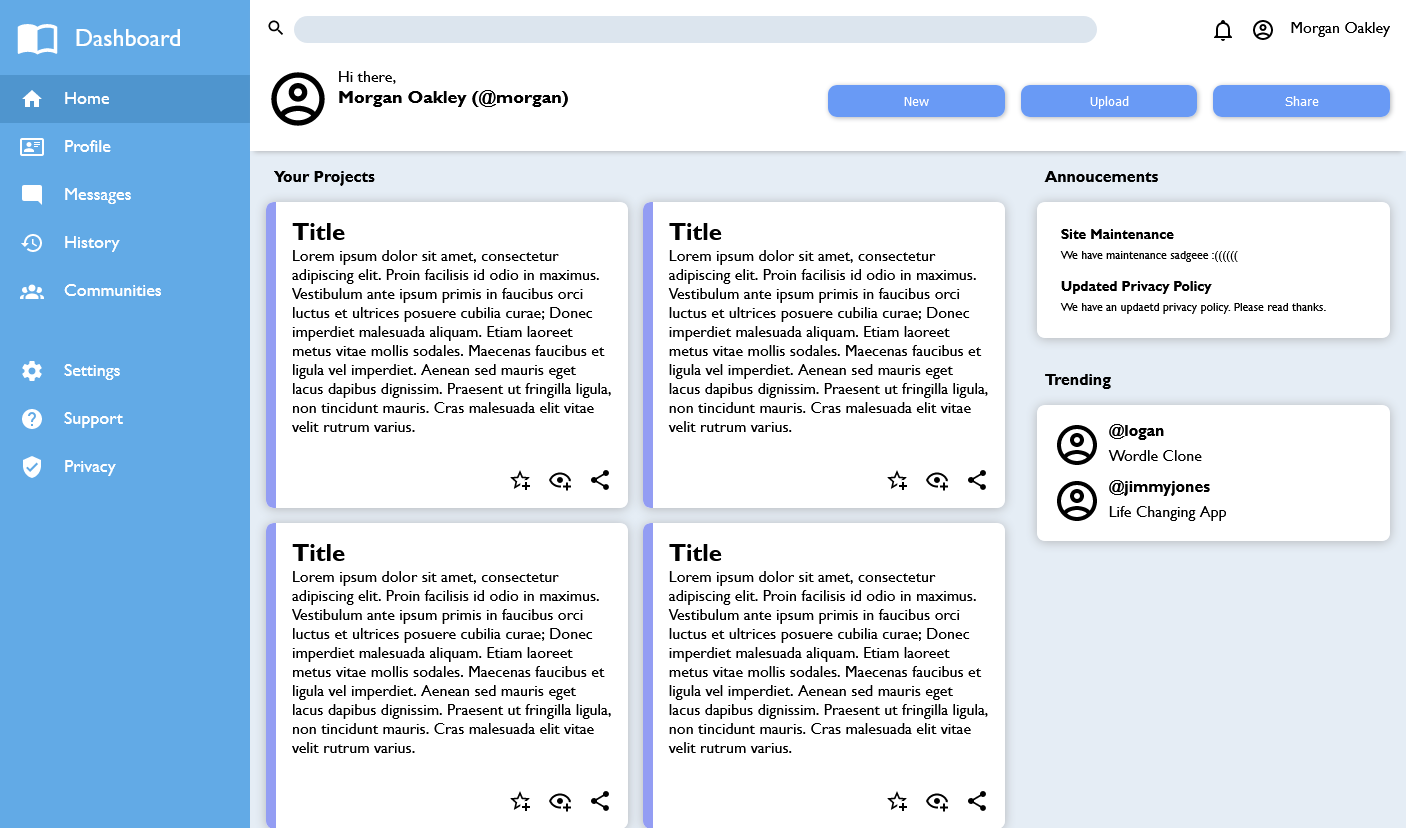 Dashboard
Home
Profile
Messages
History
Communities
Settings
Support
Privacy
Morgan Oakley
Hi there,
Morgan Oakley (@morgan)
New
Upload
Share
Your Projects
Title
Lorem ipsum dolor sit amet, consectetur
adipiscing elit. Proin facilisis id odio in maximus.
Vestibulum ante ipsum primis in faucibus orci
luctus et ultrices posuere cubilia curae; Donec
imperdiet malesuada aliquam. Etiam laoreet
metus vitae mollis sodales. Maecenas faucibus et
ligula vel imperdiet. Aenean sed mauris eget
lacus dapibus dignissim. Praesent ut fringilla ligula,
non tincidunt mauris. Cras malesuada elit vitae
velit rutrum varius.
Title
Lorem ipsum dolor sit amet, consectetur
adipiscing elit. Proin facilisis id odio in maximus.
Vestibulum ante ipsum primis in faucibus orci
luctus et ultrices posuere cubilia curae; Donec
imperdiet malesuada aliquam. Etiam laoreet
metus vitae mollis sodales. Maecenas faucibus et
ligula vel imperdiet. Aenean sed mauris eget
lacus dapibus dignissim. Praesent ut fringilla ligula,
non tincidunt mauris. Cras malesuada elit vitae
velit rutrum varius.
Title
Lorem ipsum dolor sit amet, consectetur
adipiscing elit. Proin facilisis id odio in maximus.
Vestibulum ante ipsum primis in faucibus orci
luctus et ultrices posuere cubilia curae; Donec
imperdiet malesuada aliquam. Etiam laoreet
metus vitae mollis sodales. Maecenas faucibus et
ligula vel imperdiet. Aenean sed mauris eget
lacus dapibus dignissim. Praesent ut fringilla ligula,
non tincidunt mauris. Cras malesuada elit vitae
velit rutrum varius.
Title
Lorem ipsum dolor sit amet, consectetur
adipiscing elit. Proin facilisis id odio in maximus.
Vestibulum ante ipsum primis in faucibus orci
luctus et ultrices posuere cubilia curae; Donec
imperdiet malesuada aliquam. Etiam laoreet
metus vitae mollis sodales. Maecenas faucibus et
ligula vel imperdiet. Aenean sed mauris eget
lacus dapibus dignissim. Praesent ut fringilla ligula,
non tincidunt mauris. Cras malesuada elit vitae
velit rutrum varius.
Annoucements
Site Maintenance
We have maintenance sadgeee :((((((
Updated Privacy Policy
We have an updaetd privacy policy. Please read thanks.
Trending
@logan
Wordle Clone
@jimmyjones
Life Changing App